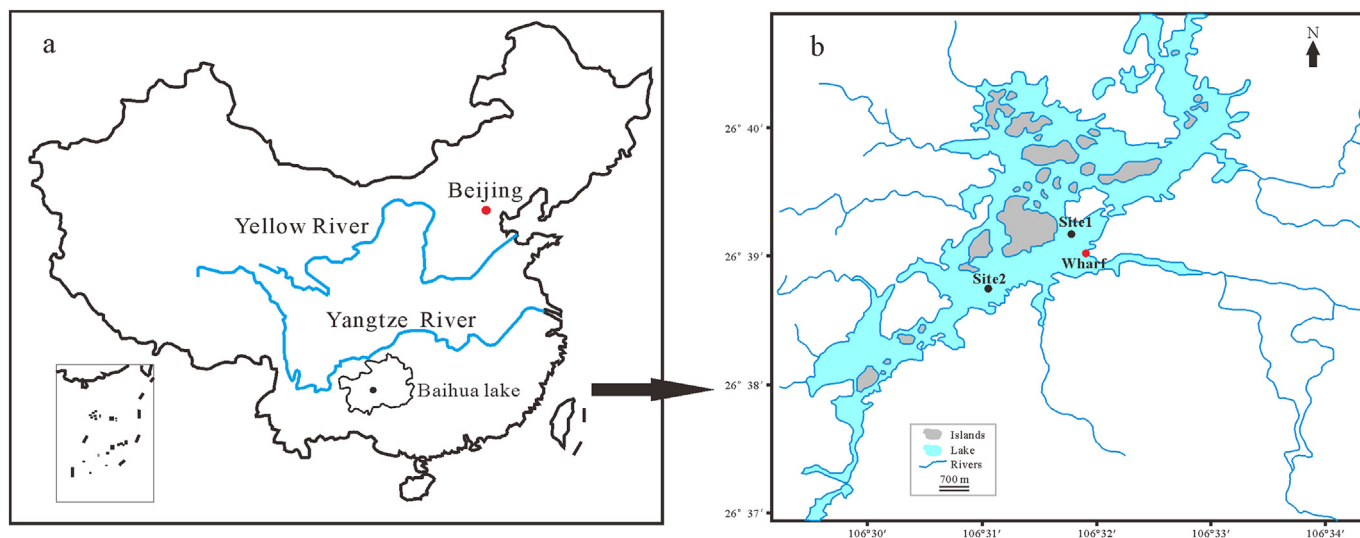 a
Beijing
Yellow River
Yangtze River
Baihua lake
b
N
26° 40′
26° 39′
26° 38′
26° 37′
Site1
Wharf
Site2
Islands
Lake
Rivers
700 m
106°30′
106°31′
106°32′
106°33′
106°34′